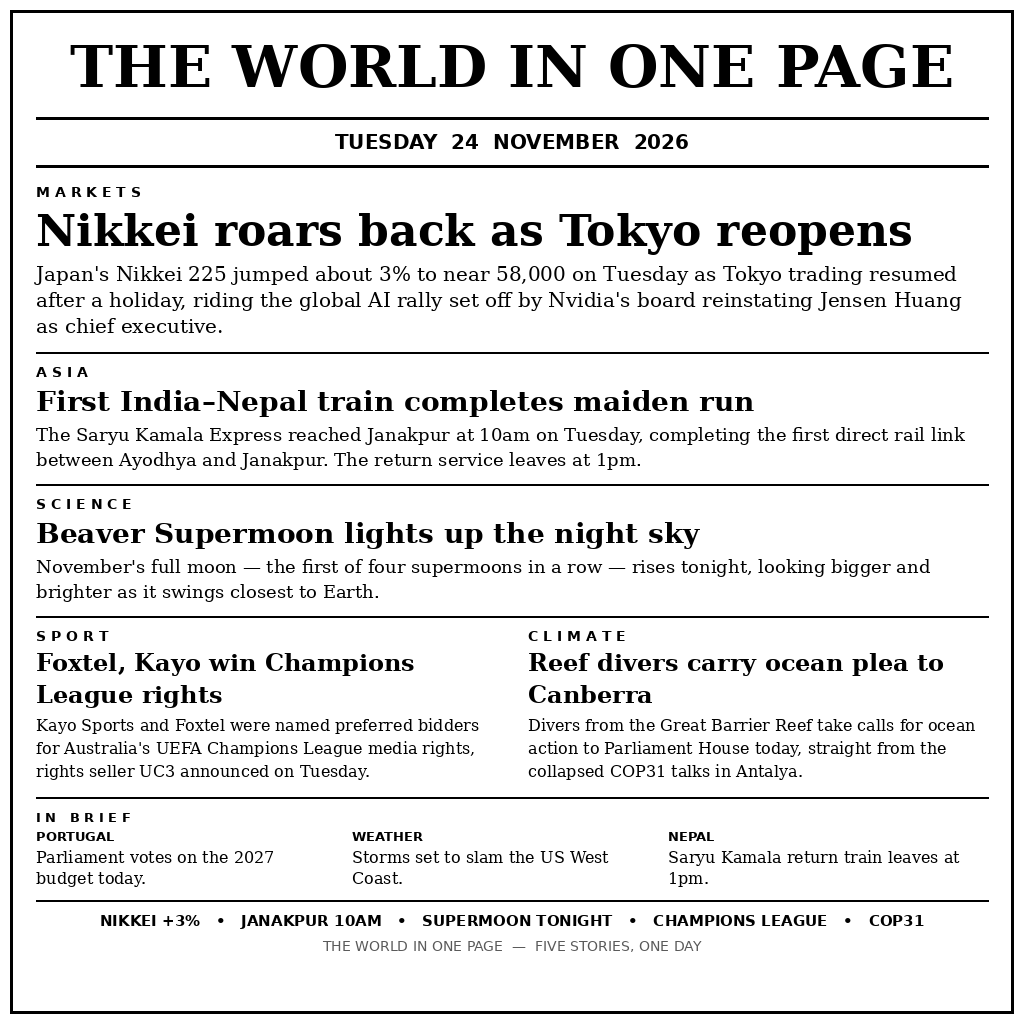 THE WORLD IN ONE PAGE
TUESDAY 24 NOVEMBER 2026
MARKETS
Nikkei roars back as Tokyo reopens
Japan's Nikkei 225 jumped about 3% to near 58,000 on Tuesday as Tokyo trading resumed
after a holiday, riding the global AI rally set off by Nvidia's board reinstating Jensen Huang
as chief executive.
ASIA
First India–Nepal train completes maiden run
The Saryu Kamala Express reached Janakpur at 10am on Tuesday, completing the first direct rail link
between Ayodhya and Janakpur. The return service leaves at 1pm.
SCIENCE
Beaver Supermoon lights up the night sky
November's full moon — the first of four supermoons in a row — rises tonight, looking bigger and
brighter as it swings closest to Earth.
SPORT
Foxtel, Kayo win Champions
League rights
Kayo Sports and Foxtel were named preferred bidders
for Australia's UEFA Champions League media rights,
rights seller UC3 announced on Tuesday.
CLIMATE
Reef divers carry ocean plea to
Canberra
Divers from the Great Barrier Reef take calls for ocean
action to Parliament House today, straight from the
collapsed COP31 talks in Antalya.
IN BRIEF
PORTUGAL
Parliament votes on the 2027
budget today.
WEATHER
Storms set to slam the US West
Coast.
NEPAL
Saryu Kamala return train leaves at
1pm.
NIKKEI +3% • JANAKPUR 10AM • SUPERMOON TONIGHT • CHAMPIONS LEAGUE • COP31
THE WORLD IN ONE PAGE — FIVE STORIES, ONE DAY